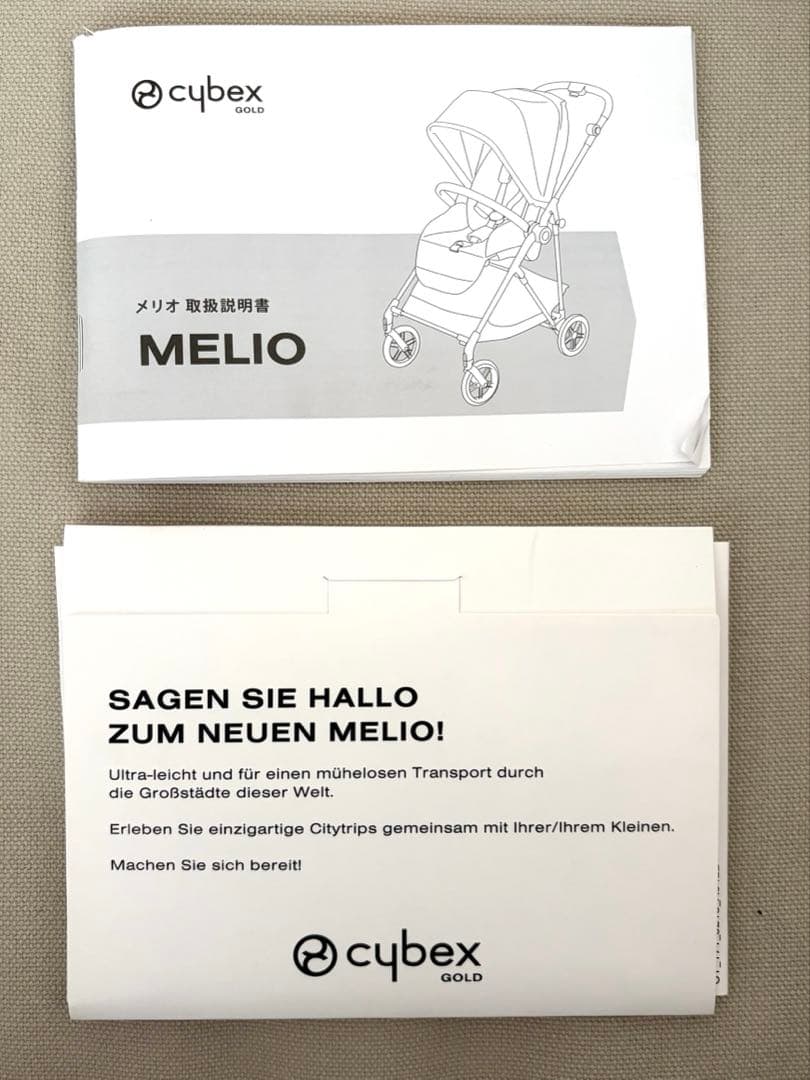 cybex
GOLD
メリオ 取扱説明書
MELIO
SAGEN SIE HALLO
ZUM NEUEN MELIO!
Ultra-leicht und für einen mühelosen Transport durch
die Großstädte dieser Welt.
Erleben Sie einzigartige Citytrips gemeinsam mit Ihrer/Ihrem Kleinen.
Machen Sie sich bereit!
cybex
GOLD